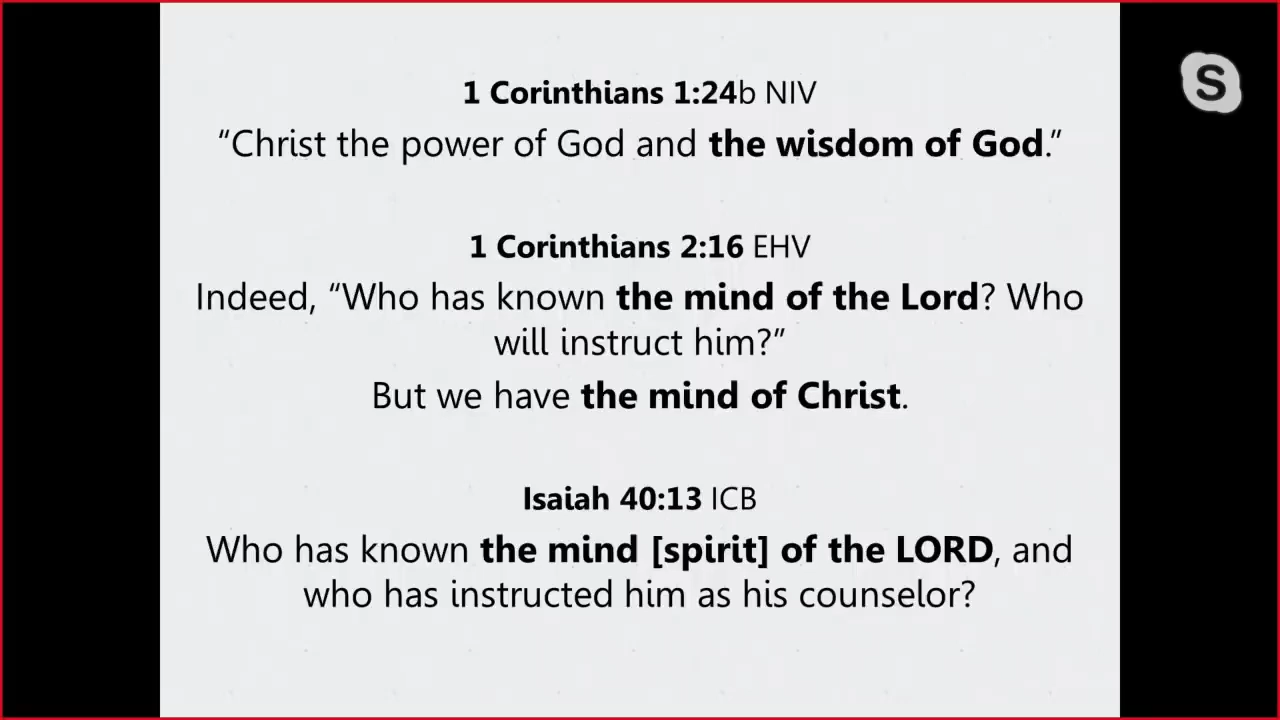 1 Corinthians 1:24b NIV
“Christ the power of God and the wisdom of God.”
1 Corinthians 2:16 EHV
Indeed, “Who has known the mind of the Lord? Who
will instruct him?”
But we have the mind of Christ.
Isaiah 40:13 ICB
Who has known the mind [spirit] of the LORD, and
who has instructed him as his counselor?
S